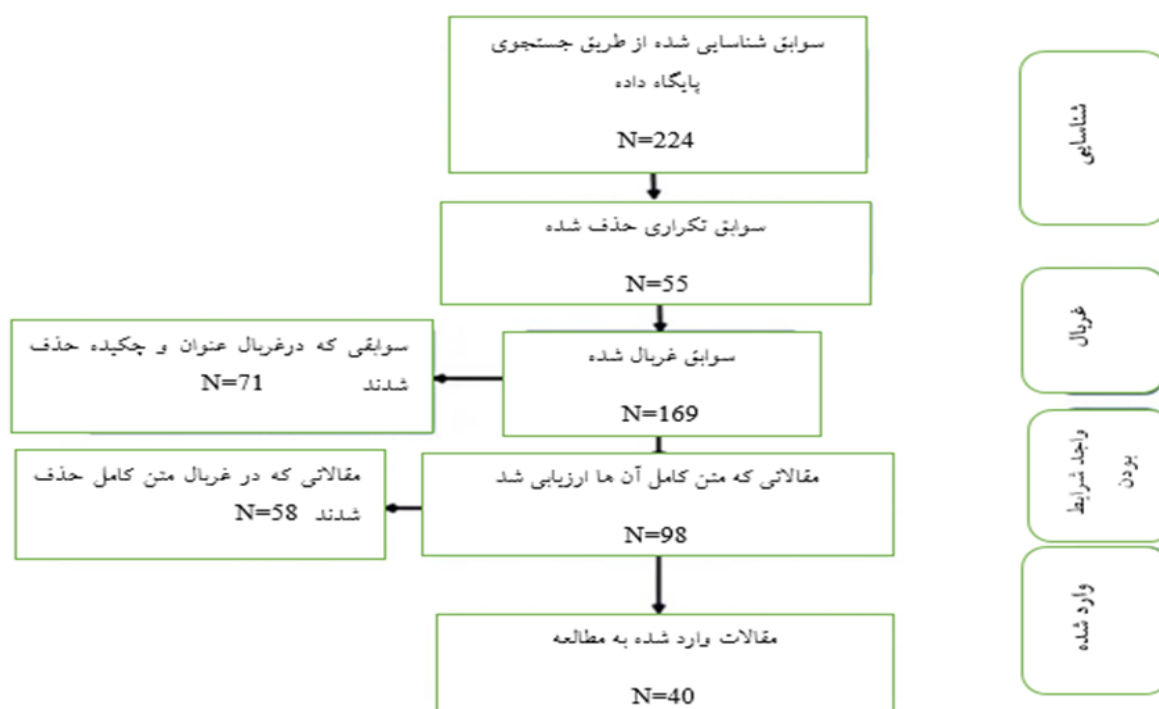 سوابق شناسایی شده از طریق جستجوی
پایگاه داده
N=224
شناسایی
سوابق تکراری حذف شده
N=55
غربال
سوابق غربال شده
N=169
سوابقی که درغربال عنوان و چکیده حذف
شدند N=71
واجد شرایط
بودن
مقالاتی که متن کامل آن ها ارزیابی شد
N=98
مقالاتی که در غربال متن کامل حذف
شدند N=58
وارد شده
مقالات وارد شده به مطالعه
N=40